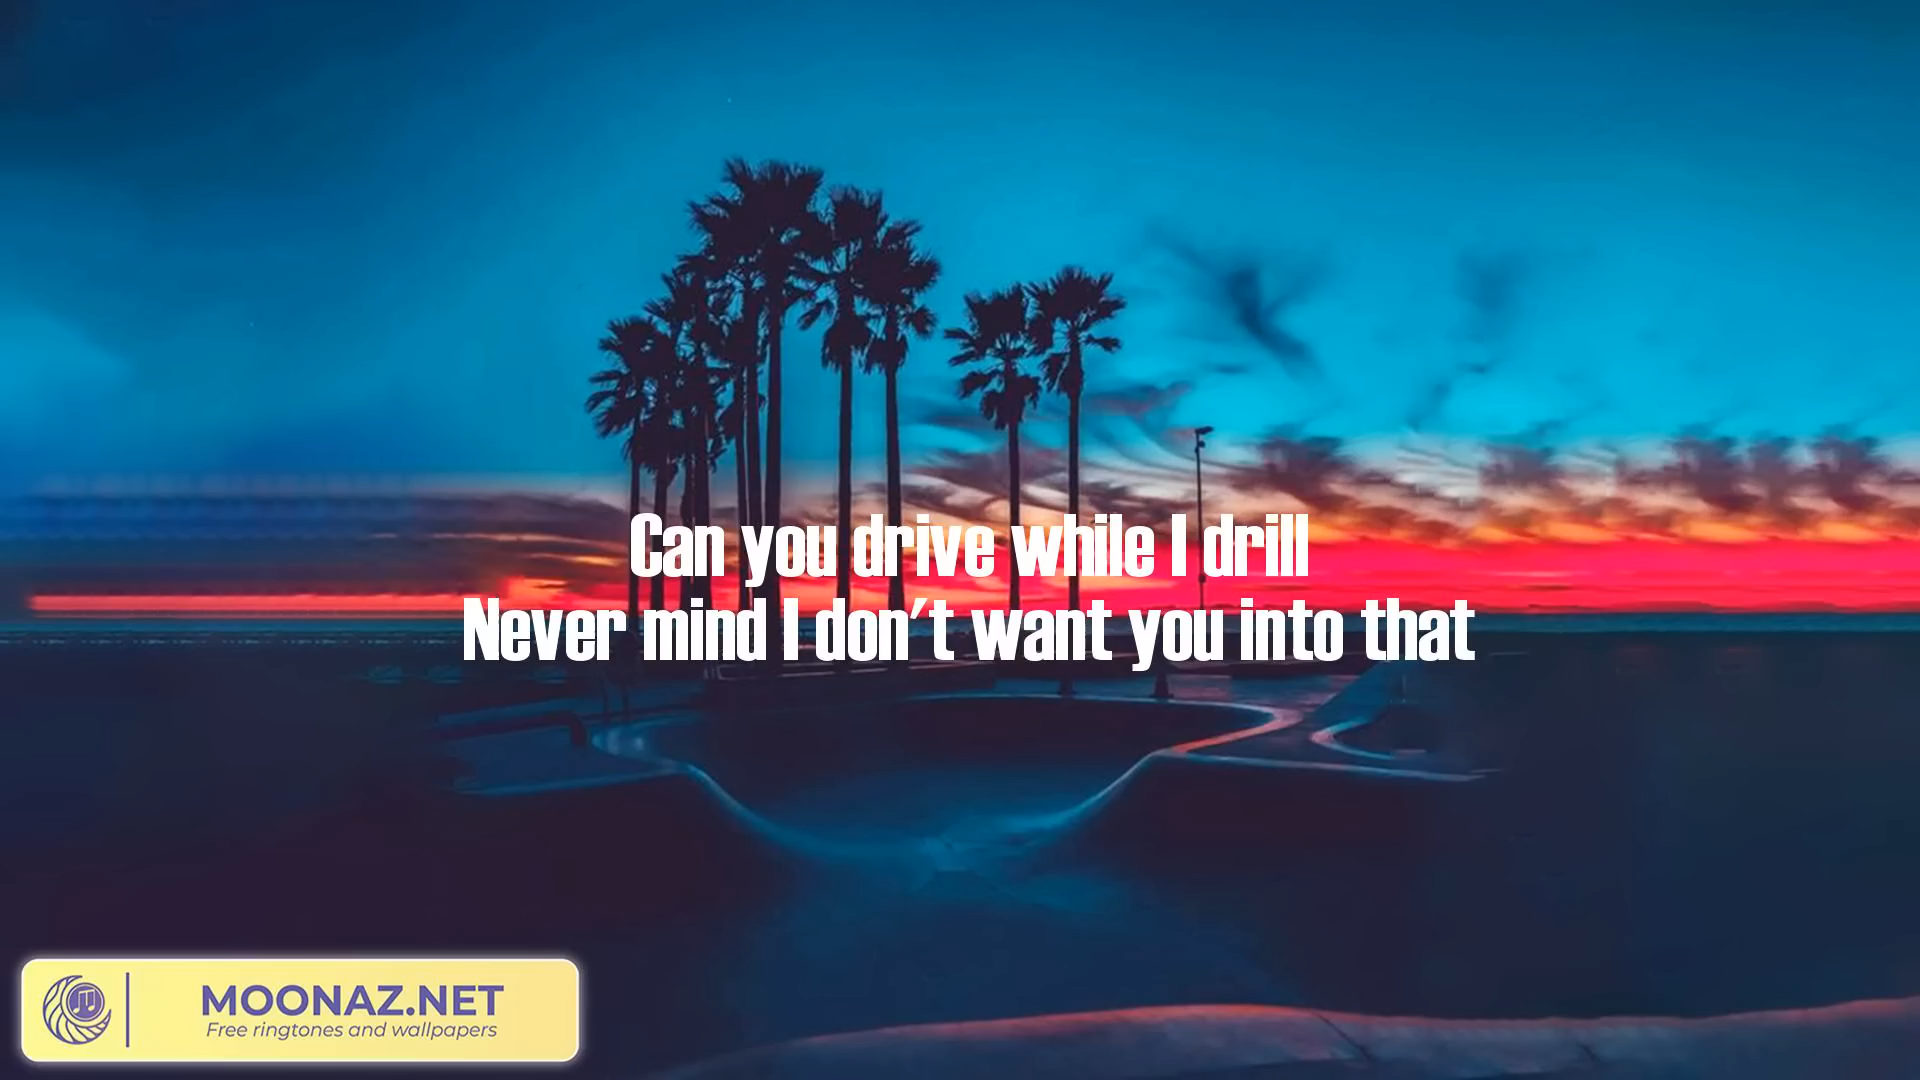 Can you drive while I drill
Never mind I don't want you into that
MOONAZ.NET
Free ringtones and wallpapers